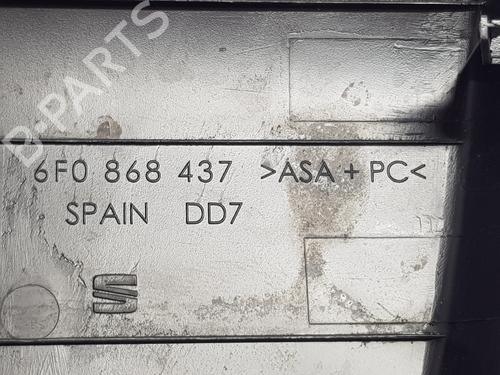 B-PARTS
6F0 868 437 >ASA + PC<
SPAIN DD7